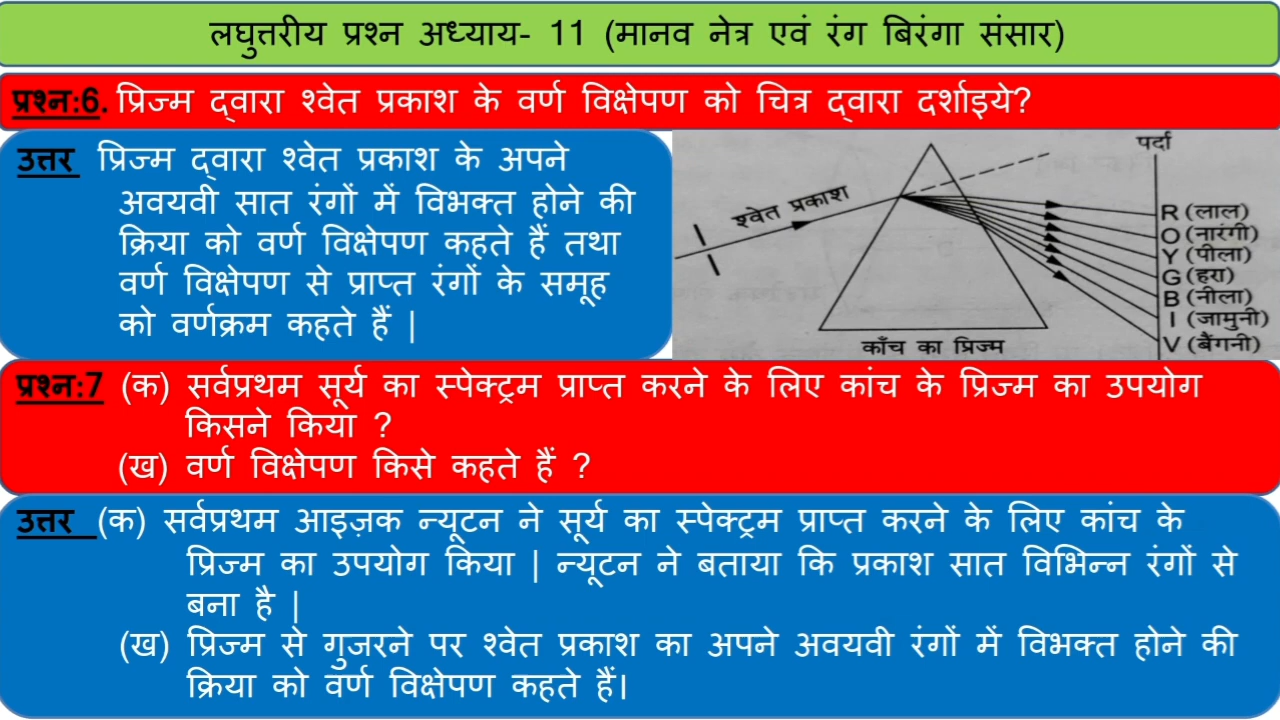 लघुत्तरीय प्रश्न अध्याय- 11 (मानव नेत्र एवं रंग बिरंगा संसार)
प्रश्न:6. प्रिज्म द्वारा श्वेत प्रकाश के वर्ण विक्षेपण को चित्र द्वारा दर्शाइये?
उत्तर प्रिज्म द्वारा श्वेत प्रकाश के अपने
अवयवी सात रंगों में विभक्त होने की
क्रिया को वर्ण विक्षेपण कहते हैं तथा
वर्ण विक्षेपण से प्राप्त रंगों के समूह
को वर्णक्रम कहते हैं |
पर्दा
श्वेत प्रकाश
R (लाल)
O (नारंगी)
Y (पीला)
G (हरा)
B (नीला)
I (जामुनी)
V (बैंगनी)
काँच का प्रिज्म
प्रश्न:7 (क) सर्वप्रथम सूर्य का स्पेक्ट्रम प्राप्त करने के लिए कांच के प्रिज्म का उपयोग
किसने किया ?
(ख) वर्ण विक्षेपण किसे कहते हैं ?
उत्तर (क) सर्वप्रथम आइज़क न्यूटन ने सूर्य का स्पेक्ट्रम प्राप्त करने के लिए कांच के
प्रिज्म का उपयोग किया | न्यूटन ने बताया कि प्रकाश सात विभिन्न रंगों से
बना है |
(ख) प्रिज्म से गुजरने पर श्वेत प्रकाश का अपने अवयवी रंगों में विभक्त होने की
क्रिया को वर्ण विक्षेपण कहते हैं।